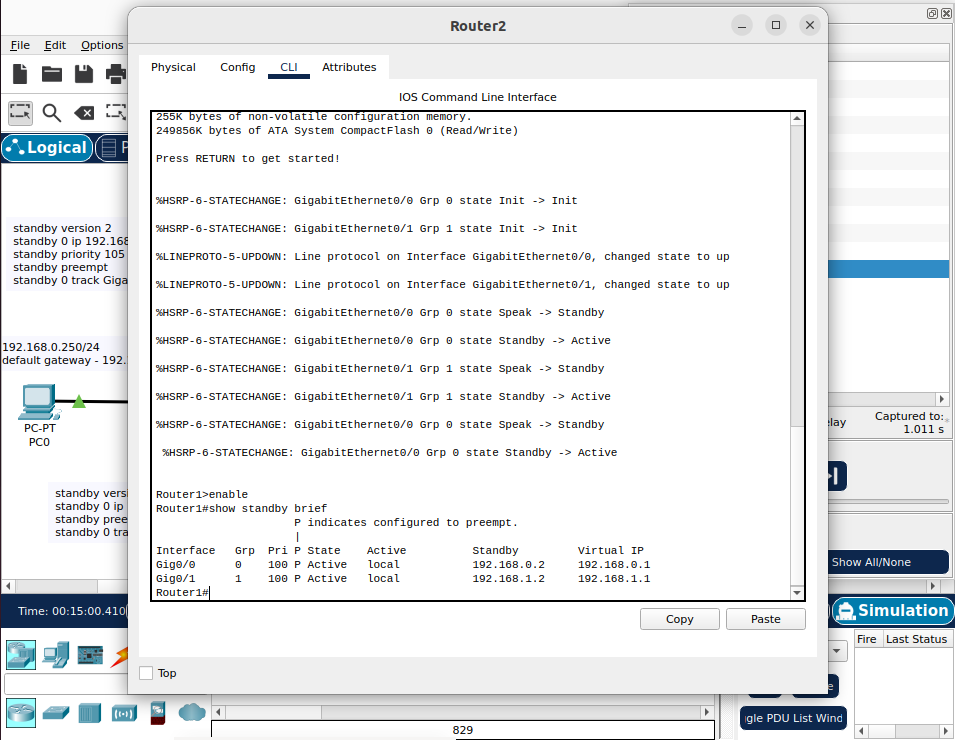 Router2
File Edit Options
Physical Config CLI Attributes
IOS Command Line Interface
Logical
255K bytes of non-volatile configuration memory.
249856K bytes of ATA System CompactFlash 0 (Read/Write)
Press RETURN to get started!
%HSRP-6-STATECHANGE: GigabitEthernet0/0 Grp 0 state Init -> Init
%HSRP-6-STATECHANGE: GigabitEthernet0/1 Grp 1 state Init -> Init
%LINEPROTO-5-UPDOWN: Line protocol on Interface GigabitEthernet0/0, changed state to up
%LINEPROTO-5-UPDOWN: Line protocol on Interface GigabitEthernet0/1, changed state to up
%HSRP-6-STATECHANGE: GigabitEthernet0/0 Grp 0 state Speak -> Standby
%HSRP-6-STATECHANGE: GigabitEthernet0/0 Grp 0 state Standby -> Active
%HSRP-6-STATECHANGE: GigabitEthernet0/1 Grp 1 state Speak -> Standby
%HSRP-6-STATECHANGE: GigabitEthernet0/1 Grp 1 state Standby -> Active
%HSRP-6-STATECHANGE: GigabitEthernet0/0 Grp 0 state Speak -> Standby
%HSRP-6-STATECHANGE: GigabitEthernet0/0 Grp 0 state Standby -> Active
Router1>enable
Router1#show standby brief
P indicates configured to preempt.
|
Interface Grp Pri P State Active Standby Virtual IP
Gig0/0 0 100 P Active local 192.168.0.2 192.168.0.1
Gig0/1 1 100 P Active local 192.168.1.2 192.168.1.1
Router1#
Copy Paste
Top
standby version 2
standby 0 ip 192.168
standby priority 105
standby preempt
standby 0 track Giga
192.168.0.250/24
default gateway - 192.
PC-PT
PC0
standby versi
standby 0 ip
standby pree
standby 0 tra
Time: 00:15:00.410
Captured to:
1.011 s
Show All/None
Simulation
Fire Last Status
gle PDU List Wind
829